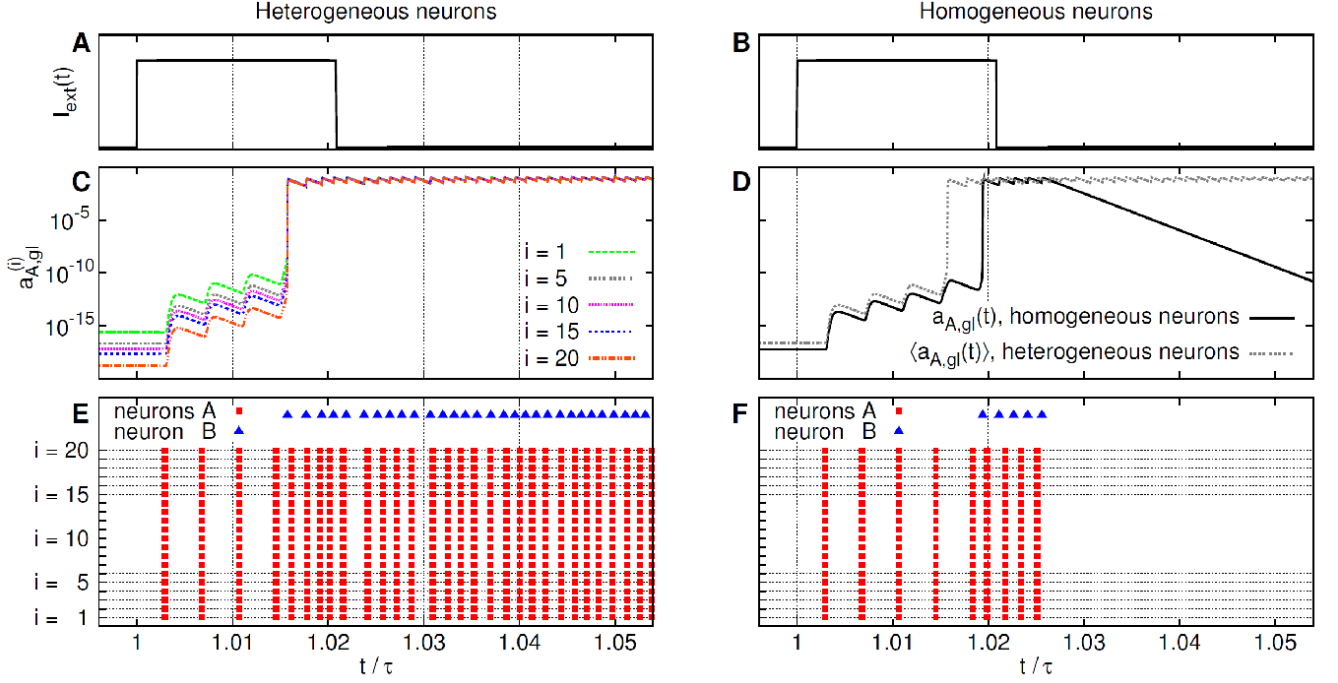 Heterogeneous neurons
Homogeneous neurons
A
I_ext(t)
B
C
a_A,gl^(i)
10^-5
10^-10
10^-15
i = 1
i = 5
i = 10
i = 15
i = 20
D
a_A,gl(t), homogeneous neurons
⟨a_A,gl(t)⟩, heterogeneous neurons
E
neurons A
neuron B
i = 20
i = 15
i = 10
i = 5
i = 1
1 1.01 1.02 1.03 1.04 1.05
t / τ
F
neurons A
neuron B
1 1.01 1.02 1.03 1.04 1.05
t / τ